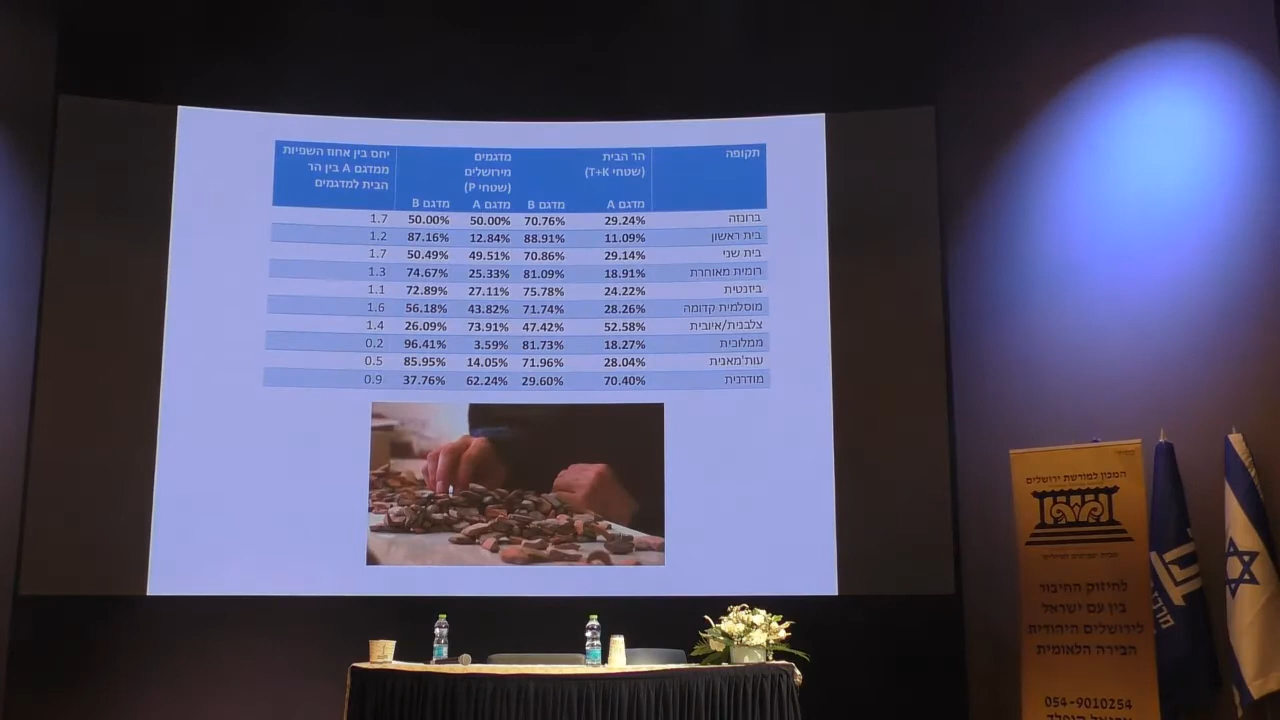 תקופה הר הבית מדגמים יחס בין אחוז השפיות
(שטחי T+K) מירושלים ממדגם A בין הר
(שטחי P) הבית למדגמים
מדגם A מדגם B מדגם A מדגם B
ברונזה 29.24% 70.76% 50.00% 50.00% 1.7
בית ראשון 11.09% 88.91% 12.84% 87.16% 1.2
בית שני 29.14% 70.86% 49.51% 50.49% 1.7
רומית מאוחרת 18.91% 81.09% 25.33% 74.67% 1.3
ביזנטית 24.22% 75.78% 27.11% 72.89% 1.1
מוסלמית קדומה 28.26% 71.74% 43.82% 56.18% 1.6
צלבנית/איובית 52.58% 47.42% 73.91% 26.09% 1.4
ממלוכית 18.27% 81.73% 3.59% 96.41% 0.2
עות'מאנית 28.04% 71.96% 14.05% 85.95% 0.5
מודרנית 70.40% 29.60% 62.24% 37.76% 0.9
המכון למורשת ירושלים
לחיזוק החיבור
בין עם ישראל
לירושלים היהודית
הבירה הלאומית
054-9010254